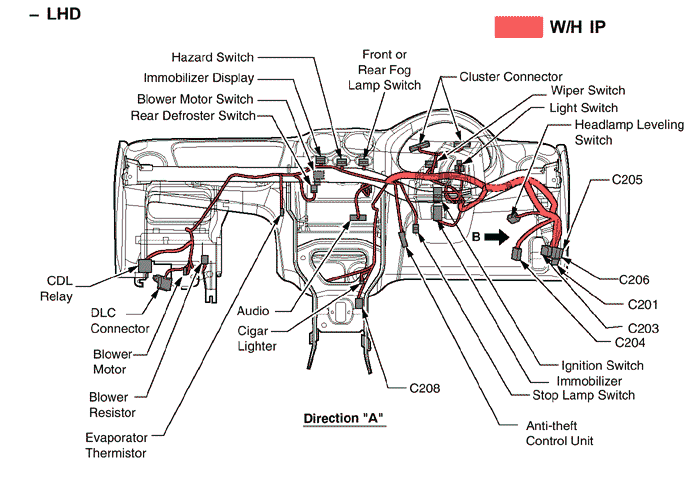 – LHD
W/H IP
Hazard Switch
Immobilizer Display
Blower Motor Switch
Rear Defroster Switch
Front or
Rear Fog
Lamp Switch
Cluster Connector
Wiper Switch
Light Switch
Headlamp Leveling
Switch
C205
B
C206
C201
C203
C204
CDL
Relay
DLC
Connector
Blower
Motor
Blower
Resistor
Evaporator
Thermistor
Audio
Cigar
Lighter
C208
Direction "A"
Ignition Switch
Immobilizer
Stop Lamp Switch
Anti-theft
Control Unit